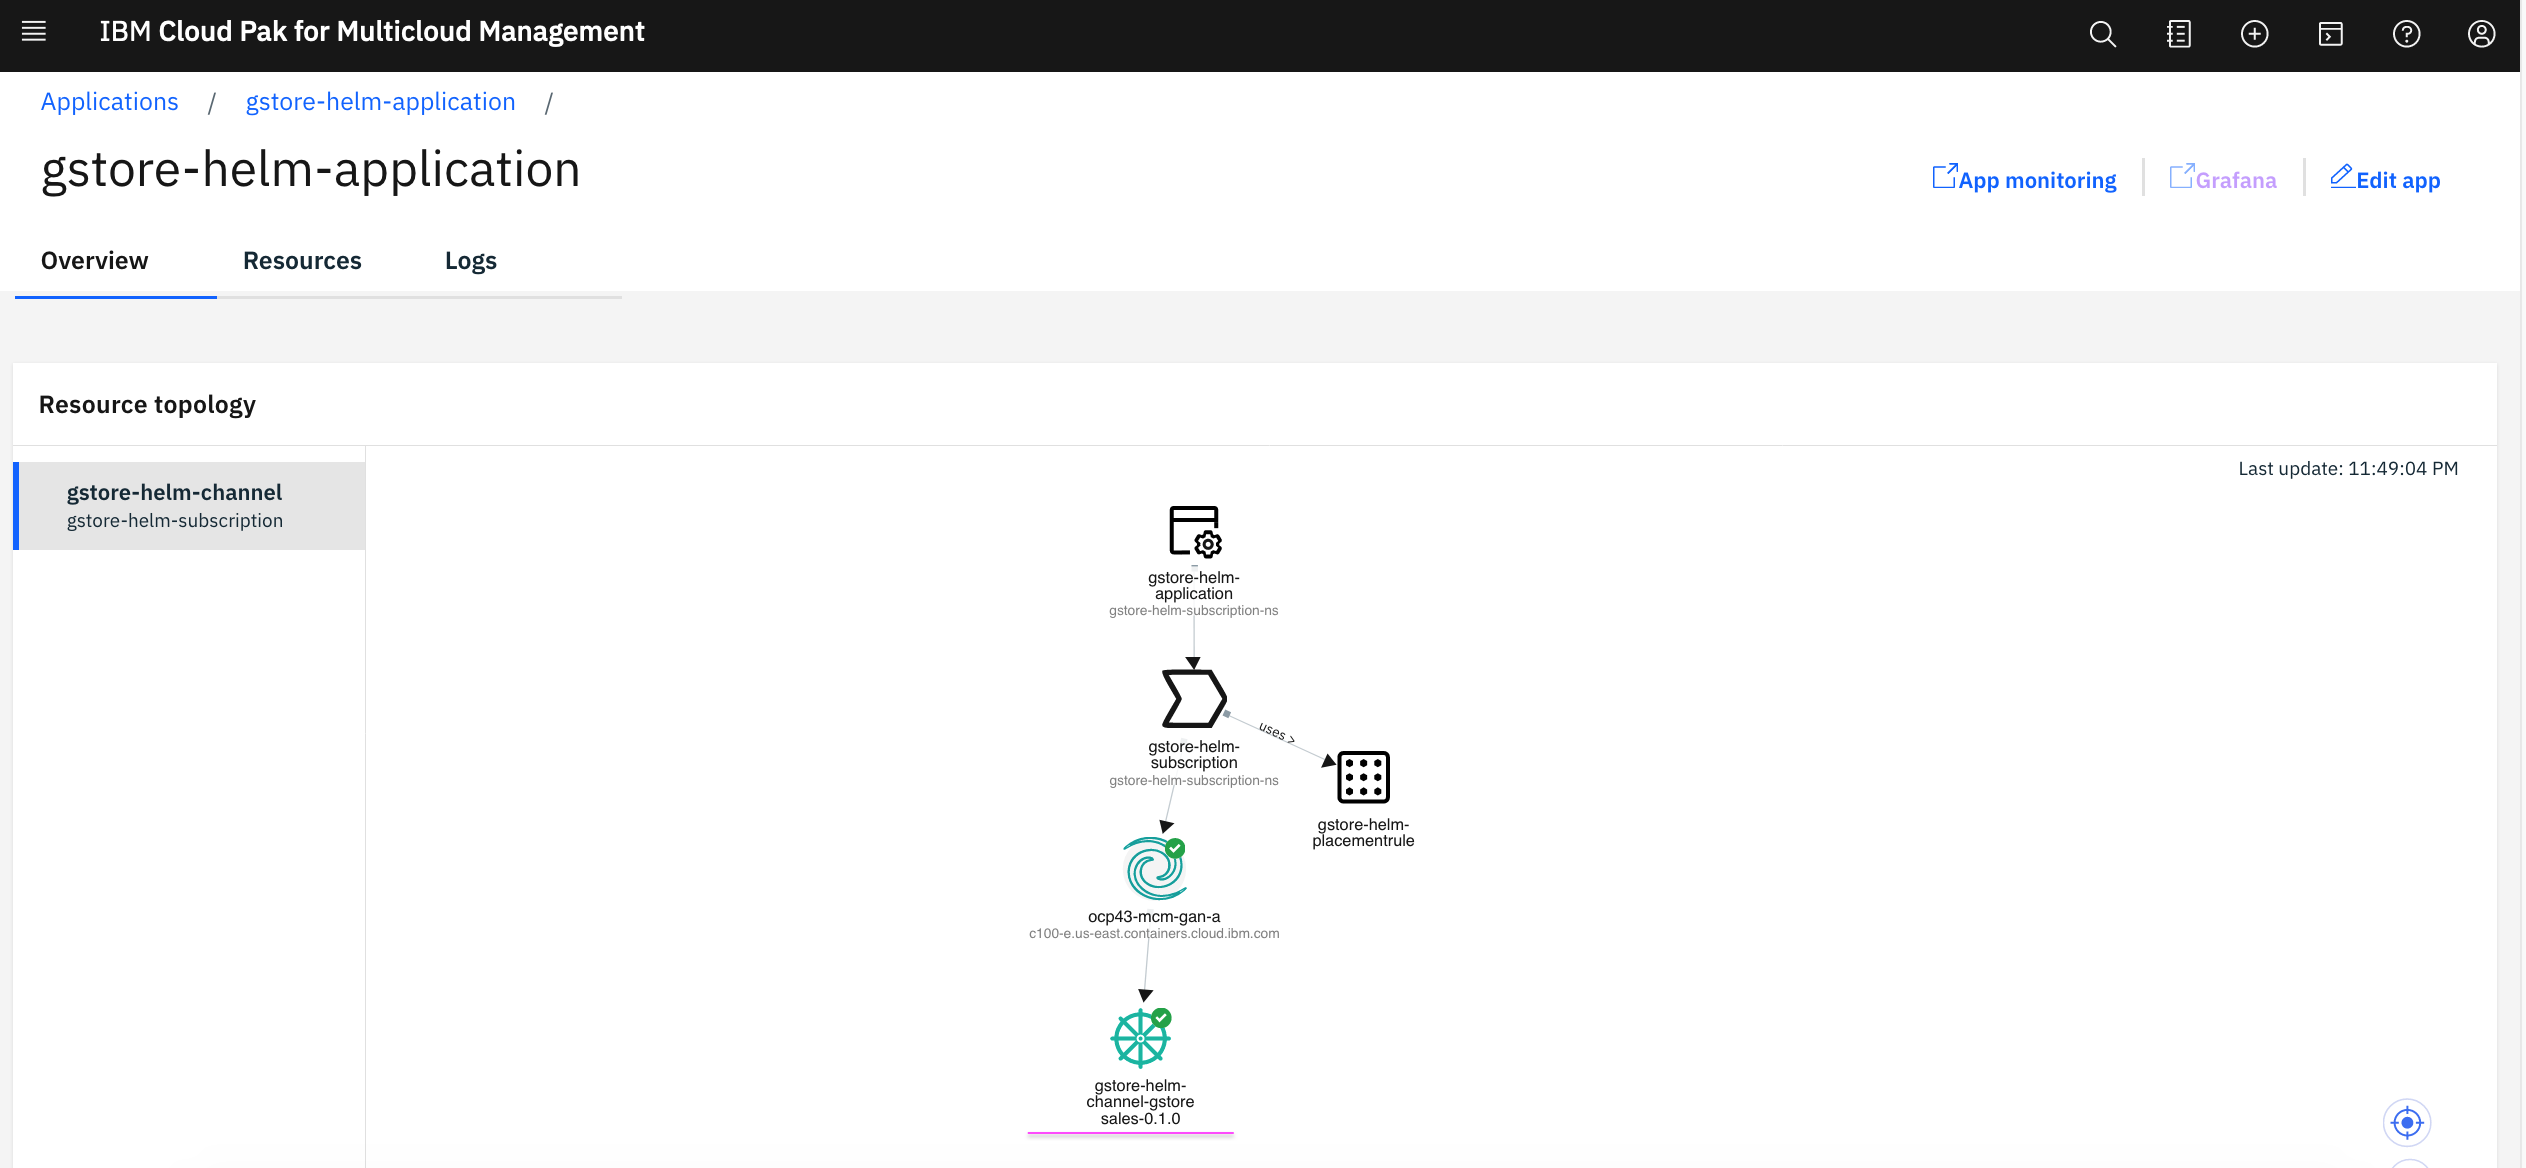 IBM Cloud Pak for Multicloud Management
Applications / gstore-helm-application /
gstore-helm-application
App monitoring
Grafana
Edit app
Overview
Resources
Logs
Resource topology
gstore-helm-channel
gstore-helm-subscription
Last update: 11:49:04 PM
gstore-helm-
application
gstore-helm-subscription-ns
gstore-helm-
subscription
gstore-helm-subscription-ns
uses >
gstore-helm-
placementrule
ocp43-mcm-gan-a
c100-e.us-east.containers.cloud.ibm.com
gstore-helm-
channel-gstore
sales-0.1.0